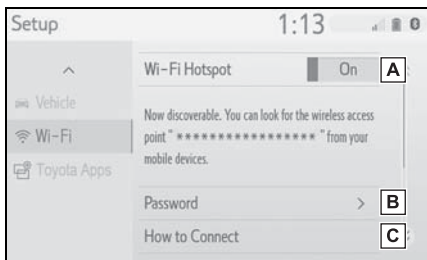 Setup
1:13
Wi-Fi Hotspot
On
A
Vehicle
Wi-Fi
Toyota Apps
Now discoverable. You can look for the wireless access
point " ***************** " from your
mobile devices.
Password
B
How to Connect
C